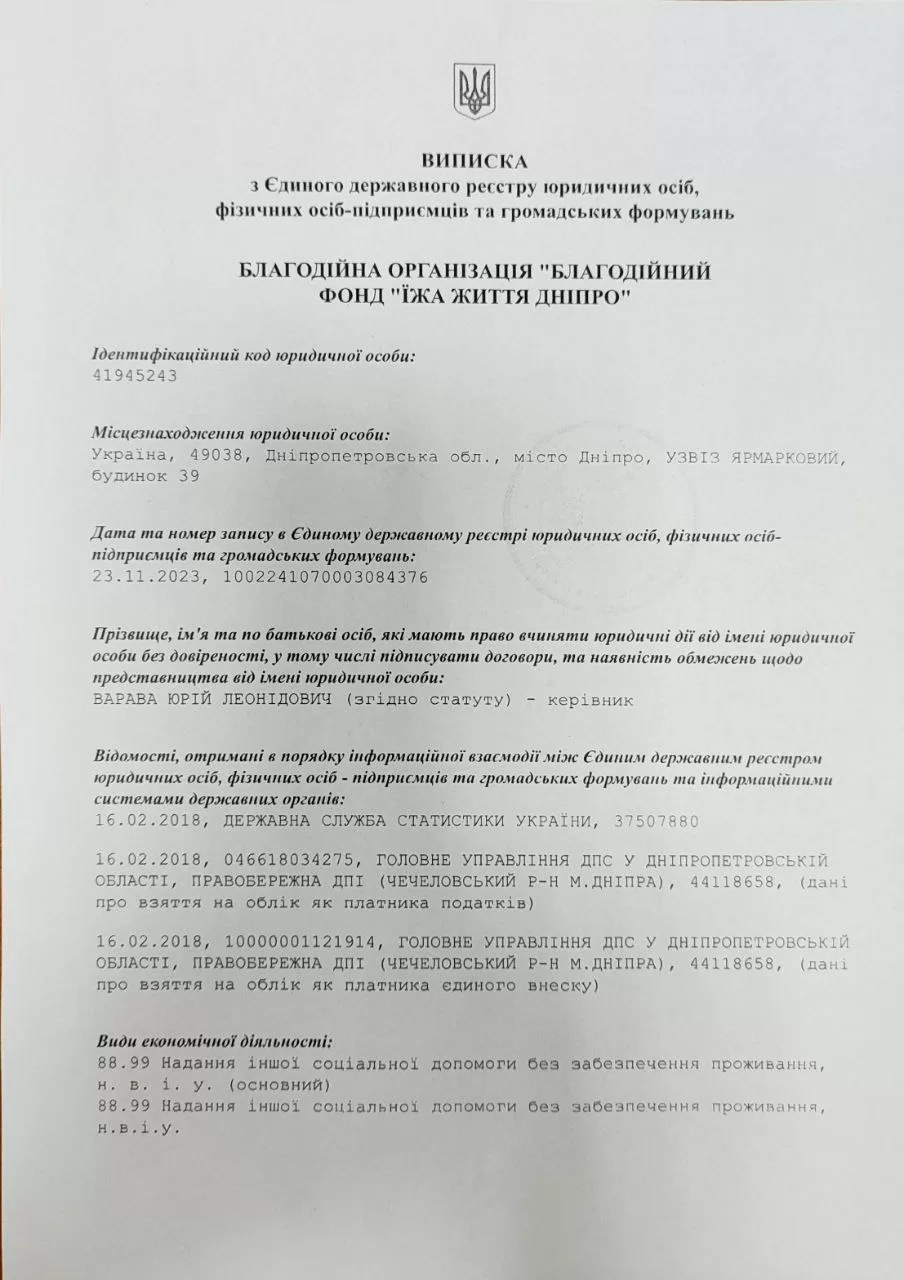 ВИПИСКА
з Єдиного державного реєстру юридичних осіб,
фізичних осіб-підприємців та громадських формувань
БЛАГОДІЙНА ОРГАНІЗАЦІЯ "БЛАГОДІЙНИЙ
ФОНД "ЇЖА ЖИТТЯ ДНІПРО"
Ідентифікаційний код юридичної особи:
41945243
Місцезнаходження юридичної особи:
Україна, 49038, Дніпропетровська обл., місто Дніпро, УЗВІЗ ЯРМАРКОВИЙ,
будинок 39
Дата та номер запису в Єдиному державному реєстрі юридичних осіб, фізичних осіб-
підприємців та громадських формувань:
23.11.2023, 1002241070003084376
Прізвище, ім'я та по батькові осіб, які мають право вчиняти юридичні дії від імені юридичної
особи без довіреності, у тому числі підписувати договори, та наявність обмежень щодо
представництва від імені юридичної особи:
ВАРАВА ЮРІЙ ЛЕОНІДОВИЧ (згідно статуту) - керівник
Відомості, отримані в порядку інформаційної взаємодії між Єдиним державним реєстром
юридичних осіб, фізичних осіб - підприємців та громадських формувань та інформаційними
системами державних органів:
16.02.2018, ДЕРЖАВНА СЛУЖБА СТАТИСТИКИ УКРАЇНИ, 37507880
16.02.2018, 046618034275, ГОЛОВНЕ УПРАВЛІННЯ ДПС У ДНІПРОПЕТРОВСЬКІЙ
ОБЛАСТІ, ПРАВОБЕРЕЖНА ДПІ (ЧЕЧЕЛОВСЬКИЙ Р-Н М.ДНІПРА), 44118658, (дані
про взяття на облік як платника податків)
16.02.2018, 10000001121914, ГОЛОВНЕ УПРАВЛІННЯ ДПС У ДНІПРОПЕТРОВСЬКІЙ
ОБЛАСТІ, ПРАВОБЕРЕЖНА ДПІ (ЧЕЧЕЛОВСЬКИЙ Р-Н М.ДНІПРА), 44118658, (дані
про взяття на облік як платника єдиного внеску)
Види економічної діяльності:
88.99 Надання іншої соціальної допомоги без забезпечення проживання,
н. в. і. у. (основний)
88.99 Надання іншої соціальної допомоги без забезпечення проживання,
н.в.і.у.